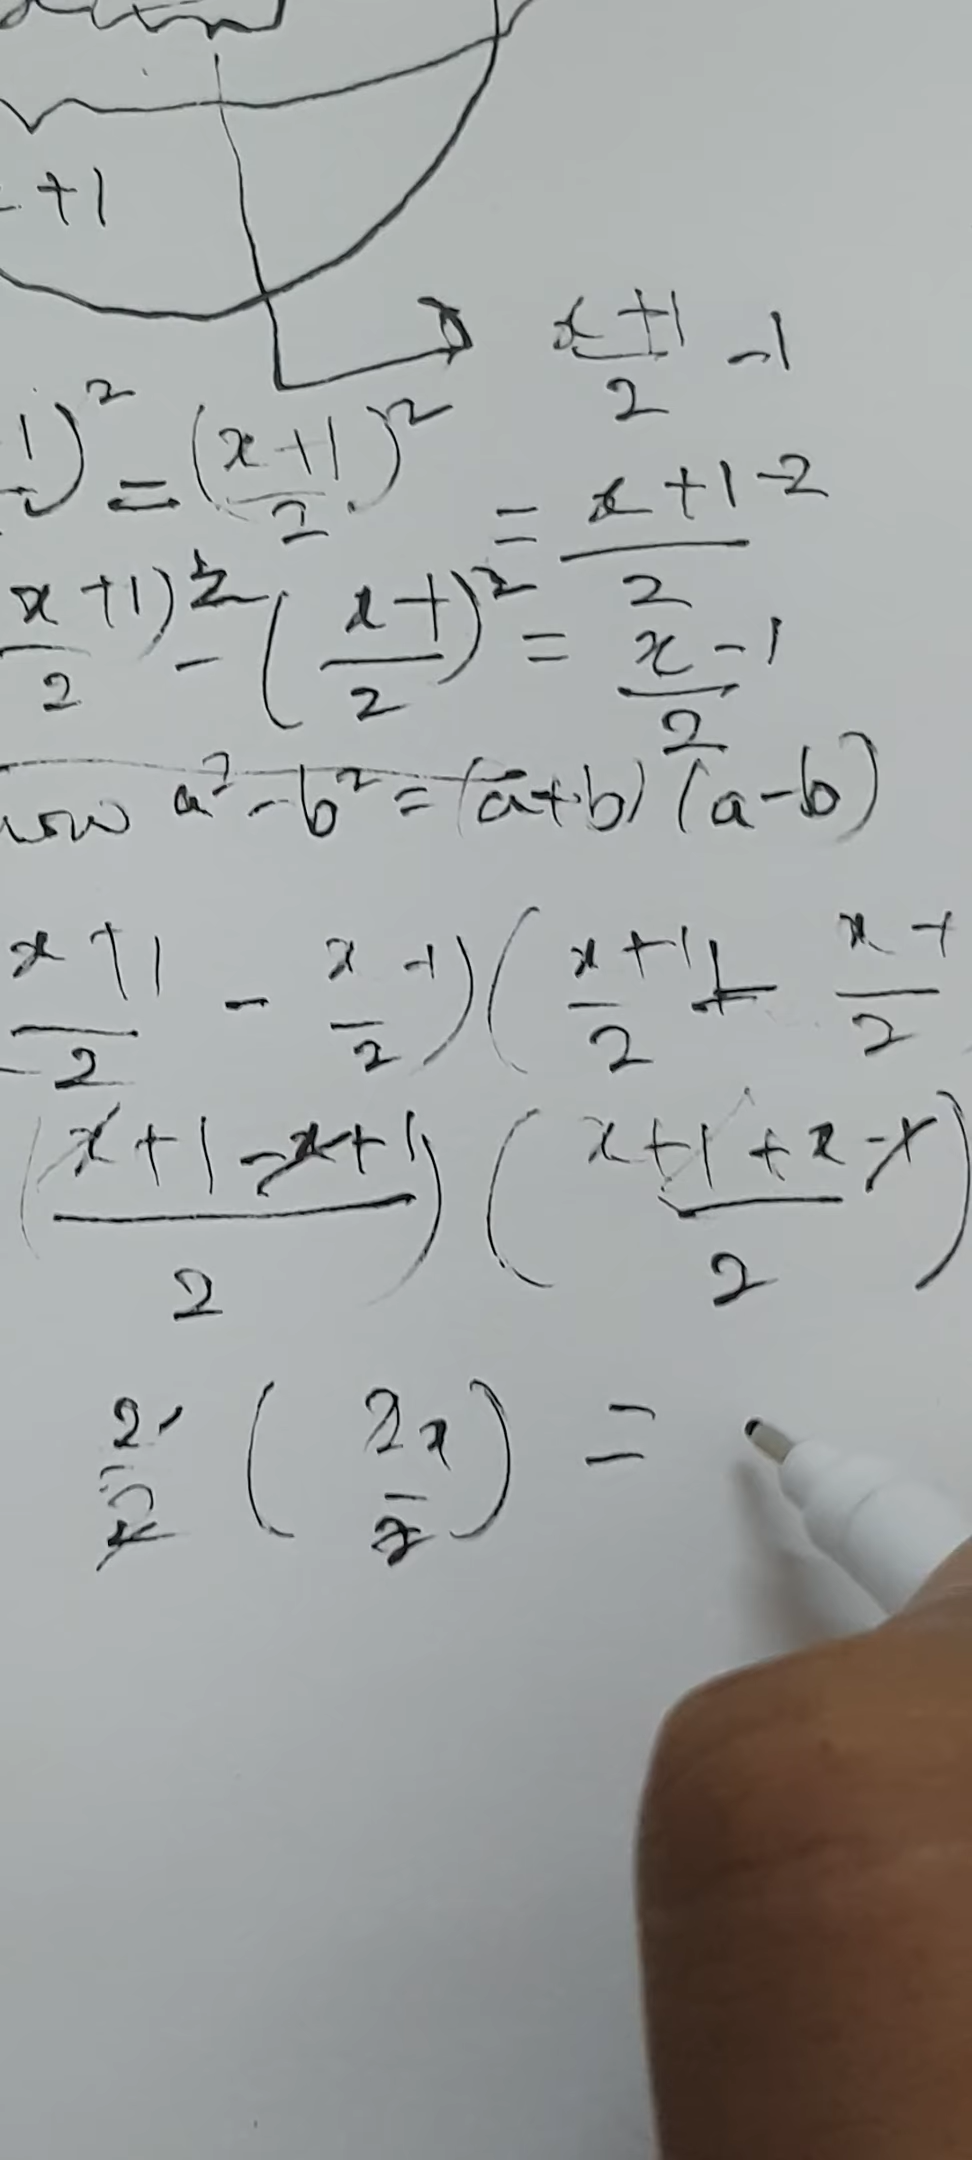 +1
x+1/2 -1
1)² = (x+1/2)²
= x+1-2/2
x+1/2)² - (x-1/2)² = x-1/2
now a²-b² = (a+b)(a-b)
x+1/2 - x-1/2)(x+1/2 + x-1/2
(x+1-x+1/2)(x+1+x-1/2)
2/2 (2x/2) =